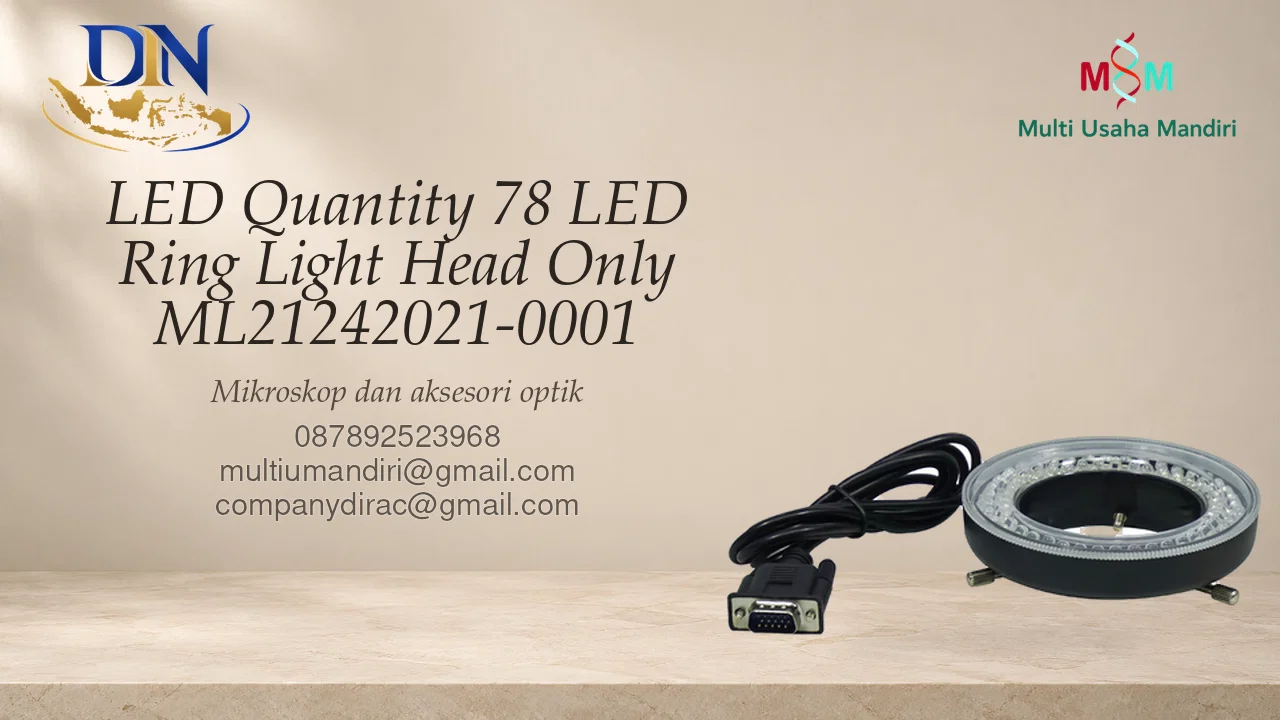 DN
M M
Multi Usaha Mandiri
LED Quantity 78 LED
Ring Light Head Only
ML21242021-0001
Mikroskop dan aksesori optik
087892523968
multiumandiri@gmail.com
companydirac@gmail.com